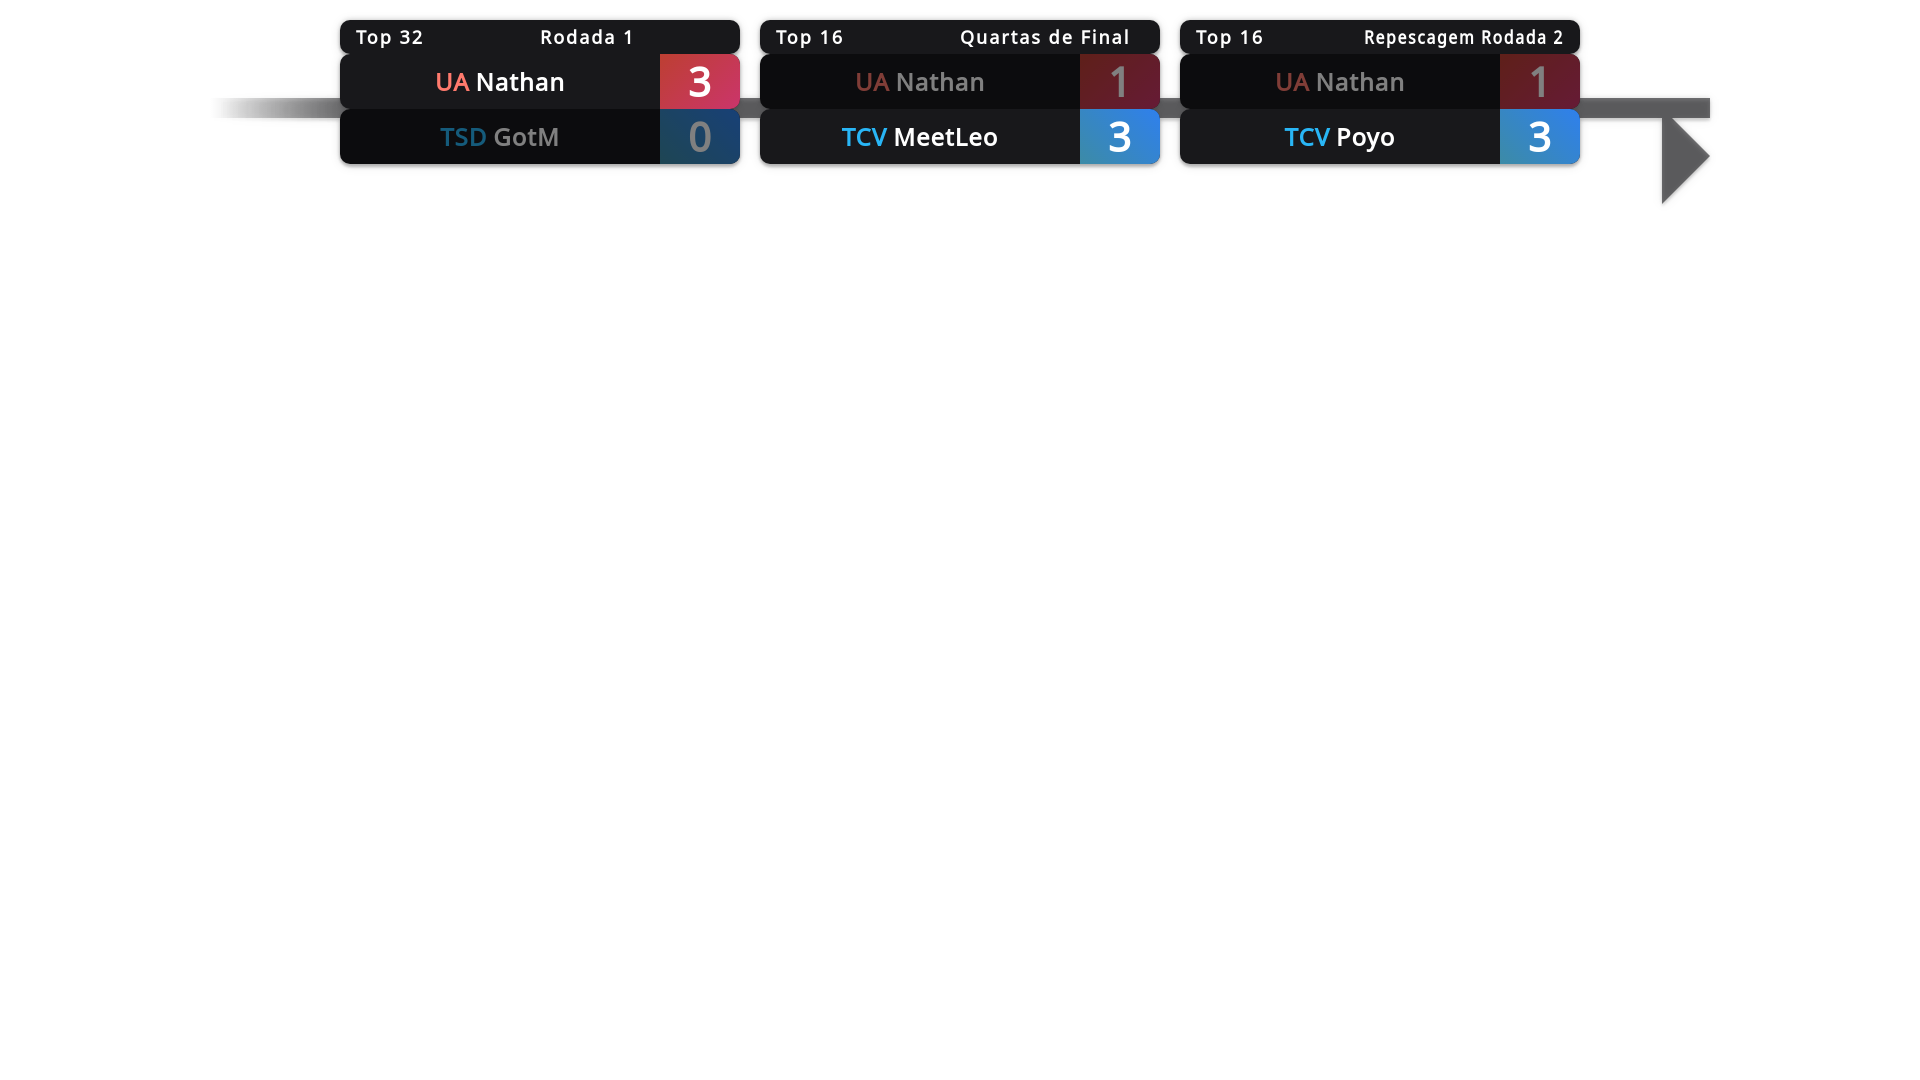 Top 32 Rodada 1
UA Nathan 3
TSD GotM 0
Top 16 Quartas de Final
UA Nathan 1
TCV MeetLeo 3
Top 16 Repescagem Rodada 2
UA Nathan 1
TCV Poyo 3